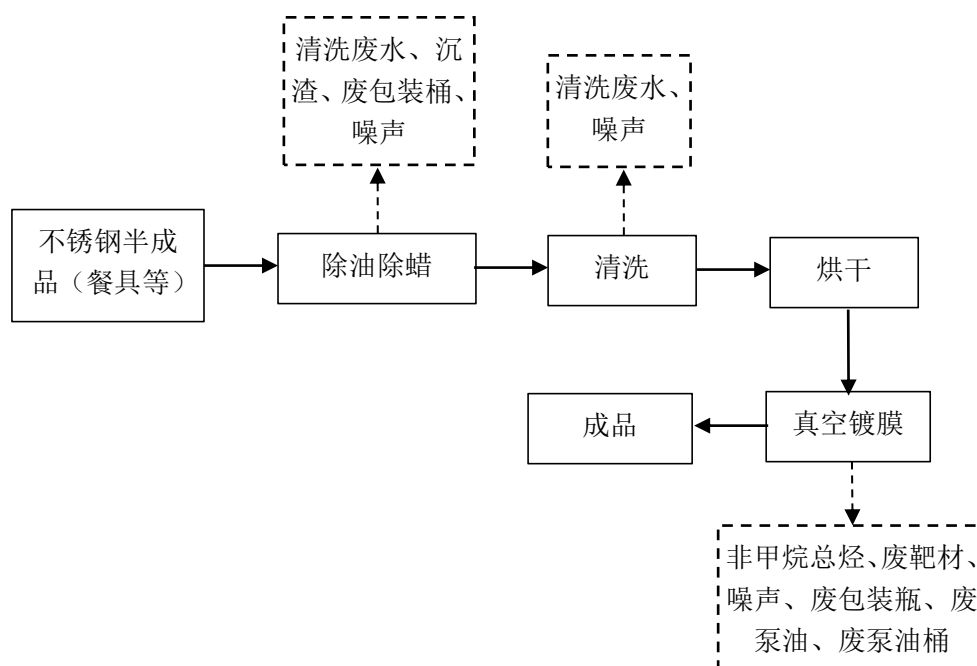 清洗废水、沉
渣、废包装桶、
噪声
清洗废水、
噪声
不锈钢半成
品（餐具等）
除油除蜡
清洗
烘干
成品
真空镀膜
非甲烷总烃、废靶材、
噪声、废包装瓶、废
泵油、废泵油桶